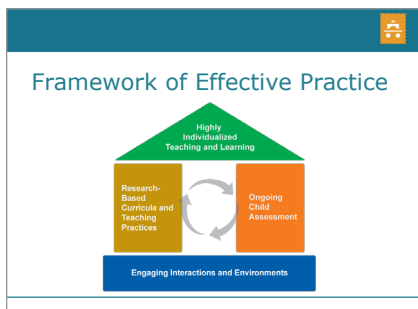 Framework of Effective Practice
Highly
Individualized
Teaching and Learning
Research-
Based
Curricula and
Teaching
Practices
Ongoing
Child
Assessment
Engaging Interactions and Environments